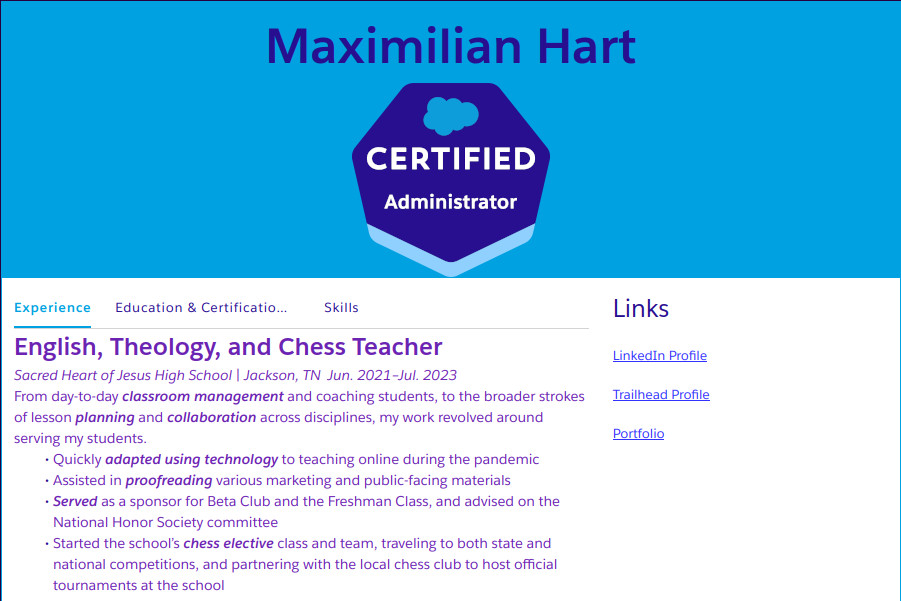 Maximilian Hart
CERTIFIED
Administrator
Experience
Education & Certificatio...
Skills
English, Theology, and Chess Teacher
Sacred Heart of Jesus High School | Jackson, TN  Jun. 2021–Jul. 2023
From day-to-day classroom management and coaching students, to the broader strokes
of lesson planning and collaboration across disciplines, my work revolved around
serving my students.
• Quickly adapted using technology to teaching online during the pandemic
• Assisted in proofreading various marketing and public-facing materials
• Served as a sponsor for Beta Club and the Freshman Class, and advised on the
National Honor Society committee
• Started the school's chess elective class and team, traveling to both state and
national competitions, and partnering with the local chess club to host official
tournaments at the school
Links
LinkedIn Profile
Trailhead Profile
Portfolio